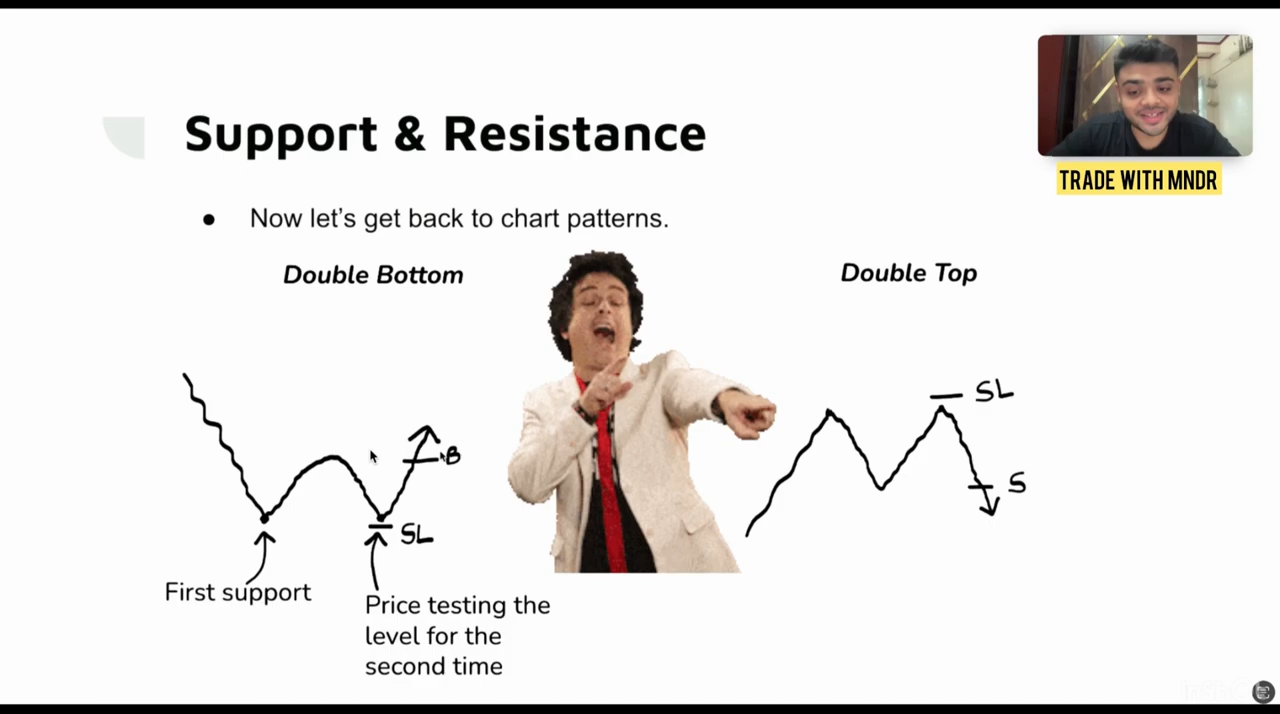 TRADE WITH MNDR
Support & Resistance
● Now let's get back to chart patterns.
Double Bottom
Double Top
SL
B
S
SL
First support
Price testing the
level for the
second time